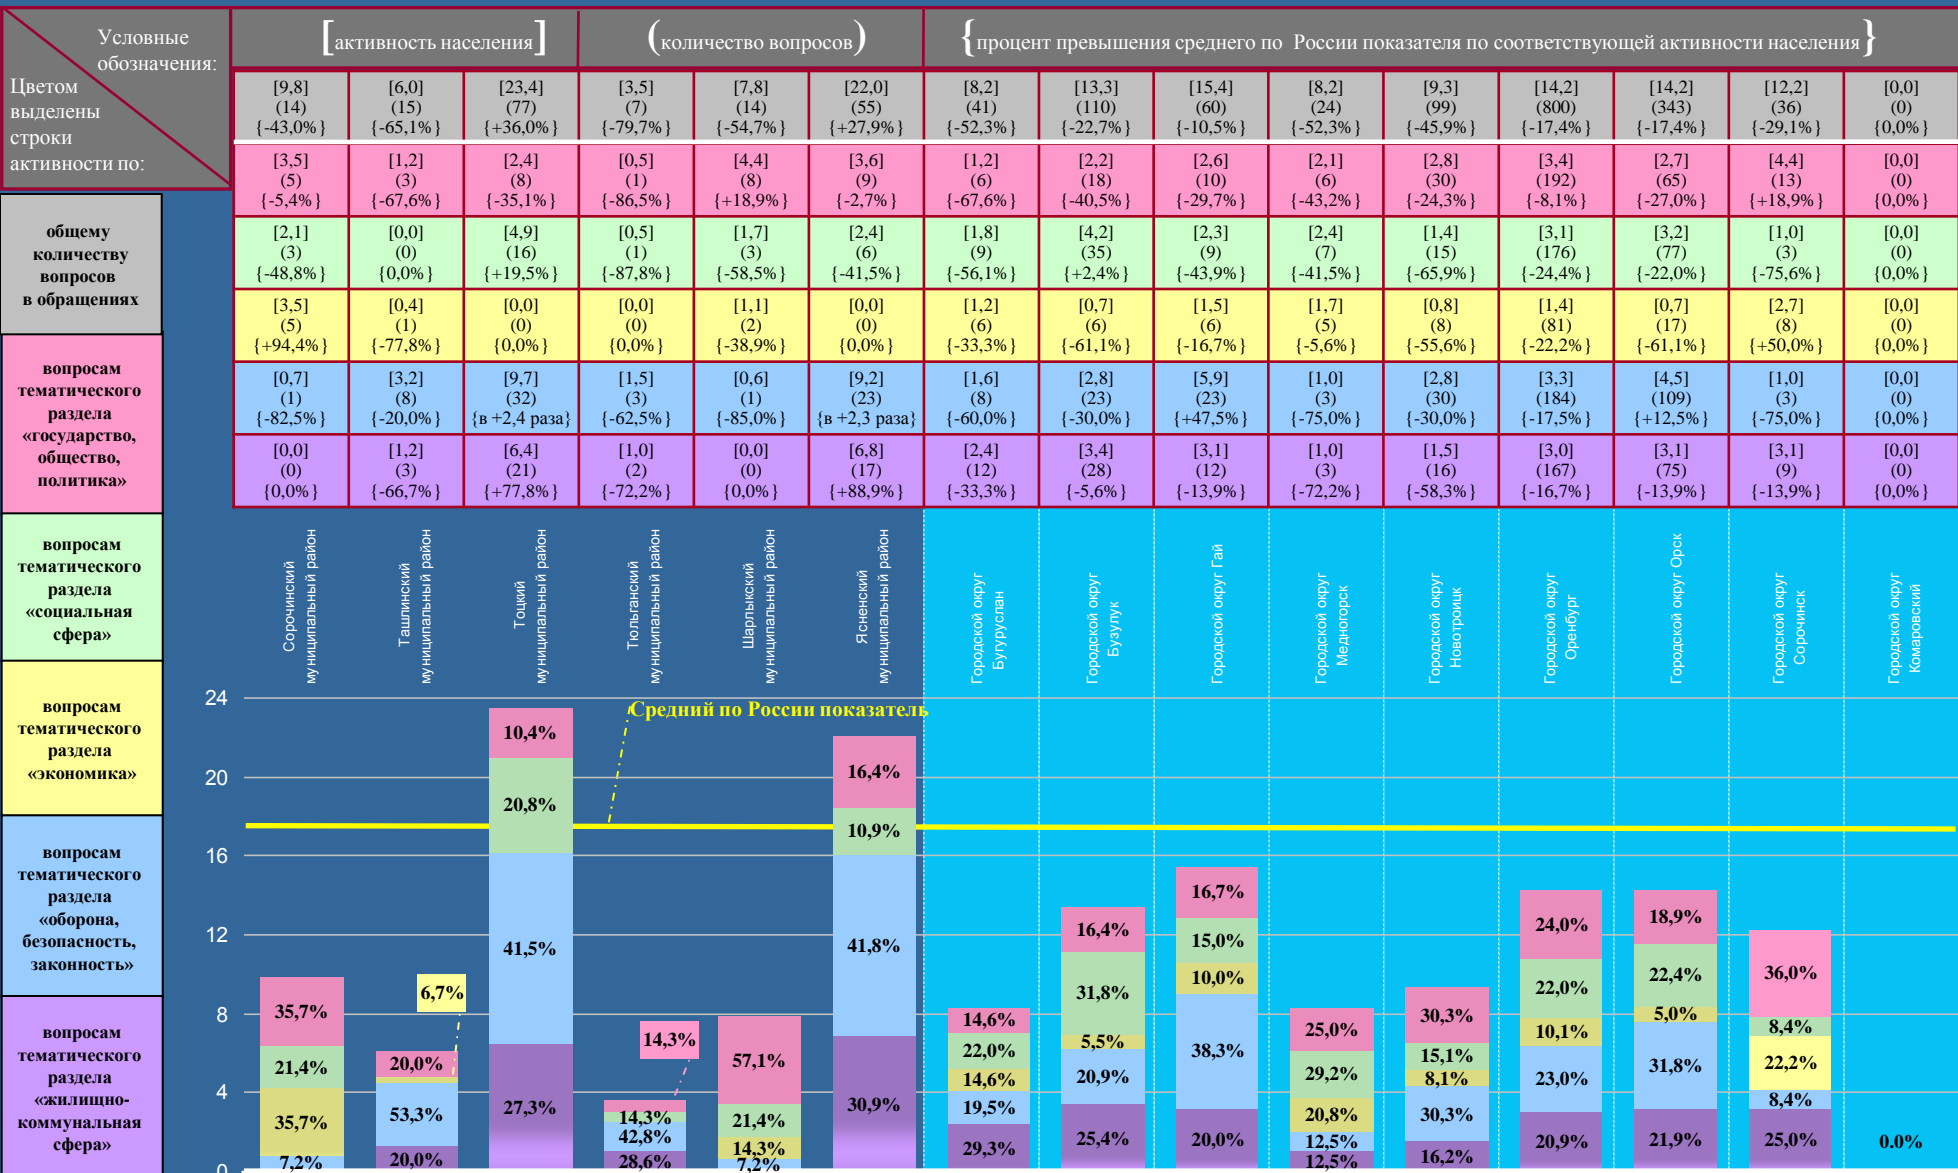 Условные
обозначения:
Цветом
выделены
строки
активности по:
[активность населения]
(количество вопросов)
{процент превышения среднего по России показателя по соответствующей активности населения}
[9,8] [6,0] [23,4] [3,5] [7,8] [22,0] [8,2] [13,3] [15,4] [8,2] [9,3] [14,2] [14,2] [12,2] [0,0]
(14) (15) (77) (7) (14) (55) (41) (110) (60) (24) (99) (800) (343) (36) (0)
{-43,0%} {-65,1%} {+36,0%} {-79,7%} {-54,7%} {+27,9%} {-52,3%} {-22,7%} {-10,5%} {-52,3%} {-45,9%} {-17,4%} {-17,4%} {-29,1%} {0,0%}
[3,5] [1,2] [2,4] [0,5] [4,4] [3,6] [1,2] [2,2] [2,6] [2,1] [2,8] [3,4] [2,7] [4,4] [0,0]
(5) (3) (8) (1) (8) (9) (6) (18) (10) (6) (30) (192) (65) (13) (0)
{-5,4%} {-67,6%} {-35,1%} {-86,5%} {+18,9%} {-2,7%} {-67,6%} {-40,5%} {-29,7%} {-43,2%} {-24,3%} {-8,1%} {-27,0%} {+18,9%} {0,0%}
[2,1] [0,0] [4,9] [0,5] [1,7] [2,4] [1,8] [4,2] [2,3] [2,4] [1,4] [3,1] [3,2] [1,0] [0,0]
(3) (0) (16) (1) (3) (6) (9) (35) (9) (7) (15) (176) (77) (3) (0)
{-48,8%} {0,0%} {+19,5%} {-87,8%} {-58,5%} {-41,5%} {-56,1%} {+2,4%} {-43,9%} {-41,5%} {-65,9%} {-24,4%} {-22,0%} {-75,6%} {0,0%}
[3,5] [0,4] [0,0] [0,0] [1,1] [0,0] [1,2] [0,7] [1,5] [1,7] [0,8] [1,4] [0,7] [2,7] [0,0]
(5) (1) (0) (0) (2) (0) (6) (6) (6) (5) (8) (81) (17) (8) (0)
{+94,4%} {-77,8%} {0,0%} {0,0%} {-38,9%} {0,0%} {-33,3%} {-61,1%} {-16,7%} {-5,6%} {-55,6%} {-22,2%} {-61,1%} {+50,0%} {0,0%}
[0,7] [3,2] [9,7] [1,5] [0,6] [9,2] [1,6] [2,8] [5,9] [1,0] [2,8] [3,3] [4,5] [1,0] [0,0]
(1) (8) (32) (3) (1) (23) (8) (23) (23) (3) (30) (184) (109) (3) (0)
{-82,5%} {-20,0%} {в +2,4 раза} {-62,5%} {-85,0%} {в +2,3 раза} {-60,0%} {-30,0%} {+47,5%} {-75,0%} {-30,0%} {-17,5%} {+12,5%} {-75,0%} {0,0%}
[0,0] [1,2] [6,4] [1,0] [0,0] [6,8] [2,4] [3,4] [3,1] [1,0] [1,5] [3,0] [3,1] [3,1] [0,0]
(0) (3) (21) (2) (0) (17) (12) (28) (12) (3) (16) (167) (75) (9) (0)
{0,0%} {-66,7%} {+77,8%} {-72,2%} {0,0%} {+88,9%} {-33,3%} {-5,6%} {-13,9%} {-72,2%} {-58,3%} {-16,7%} {-13,9%} {-13,9%} {0,0%}
общему
количеству
вопросов
в обращениях
вопросам
тематического
раздела
«государство,
общество,
политика»
вопросам
тематического
раздела
«социальная
сфера»
вопросам
тематического
раздела
«экономика»
вопросам
тематического
раздела
«оборона,
безопасность,
законность»
вопросам
тематического
раздела
«жилищно-
коммунальная
сфера»
Сорочинский
муниципальный район
Ташлинский
муниципальный район
Тоцкий
муниципальный район
Тюльганский
муниципальный район
Шарлыкский
муниципальный район
Ясненский
муниципальный район
Городской округ
Бугуруслан
Городской округ
Бузулук
Городской округ Гай
Городской округ
Медногорск
Городской округ
Новотроицк
Городской округ
Оренбург
Городской округ Орск
Городской округ
Сорочинск
Городской округ
Комаровский
24
20
16
12
8
4
0
Средний по России показатель
35,7%
21,4%
35,7%
7,2%
6,7%
20,0%
53,3%
20,0%
10,4%
20,8%
41,5%
27,3%
14,3%
14,3%
42,8%
28,6%
57,1%
21,4%
14,3%
7,2%
16,4%
10,9%
41,8%
30,9%
14,6%
22,0%
14,6%
19,5%
29,3%
16,4%
31,8%
5,5%
20,9%
25,4%
16,7%
15,0%
10,0%
38,3%
20,0%
25,0%
29,2%
20,8%
12,5%
12,5%
30,3%
15,1%
8,1%
30,3%
16,2%
24,0%
22,0%
10,1%
23,0%
20,9%
18,9%
22,4%
5,0%
31,8%
21,9%
36,0%
8,4%
22,2%
8,4%
25,0%
0.0%